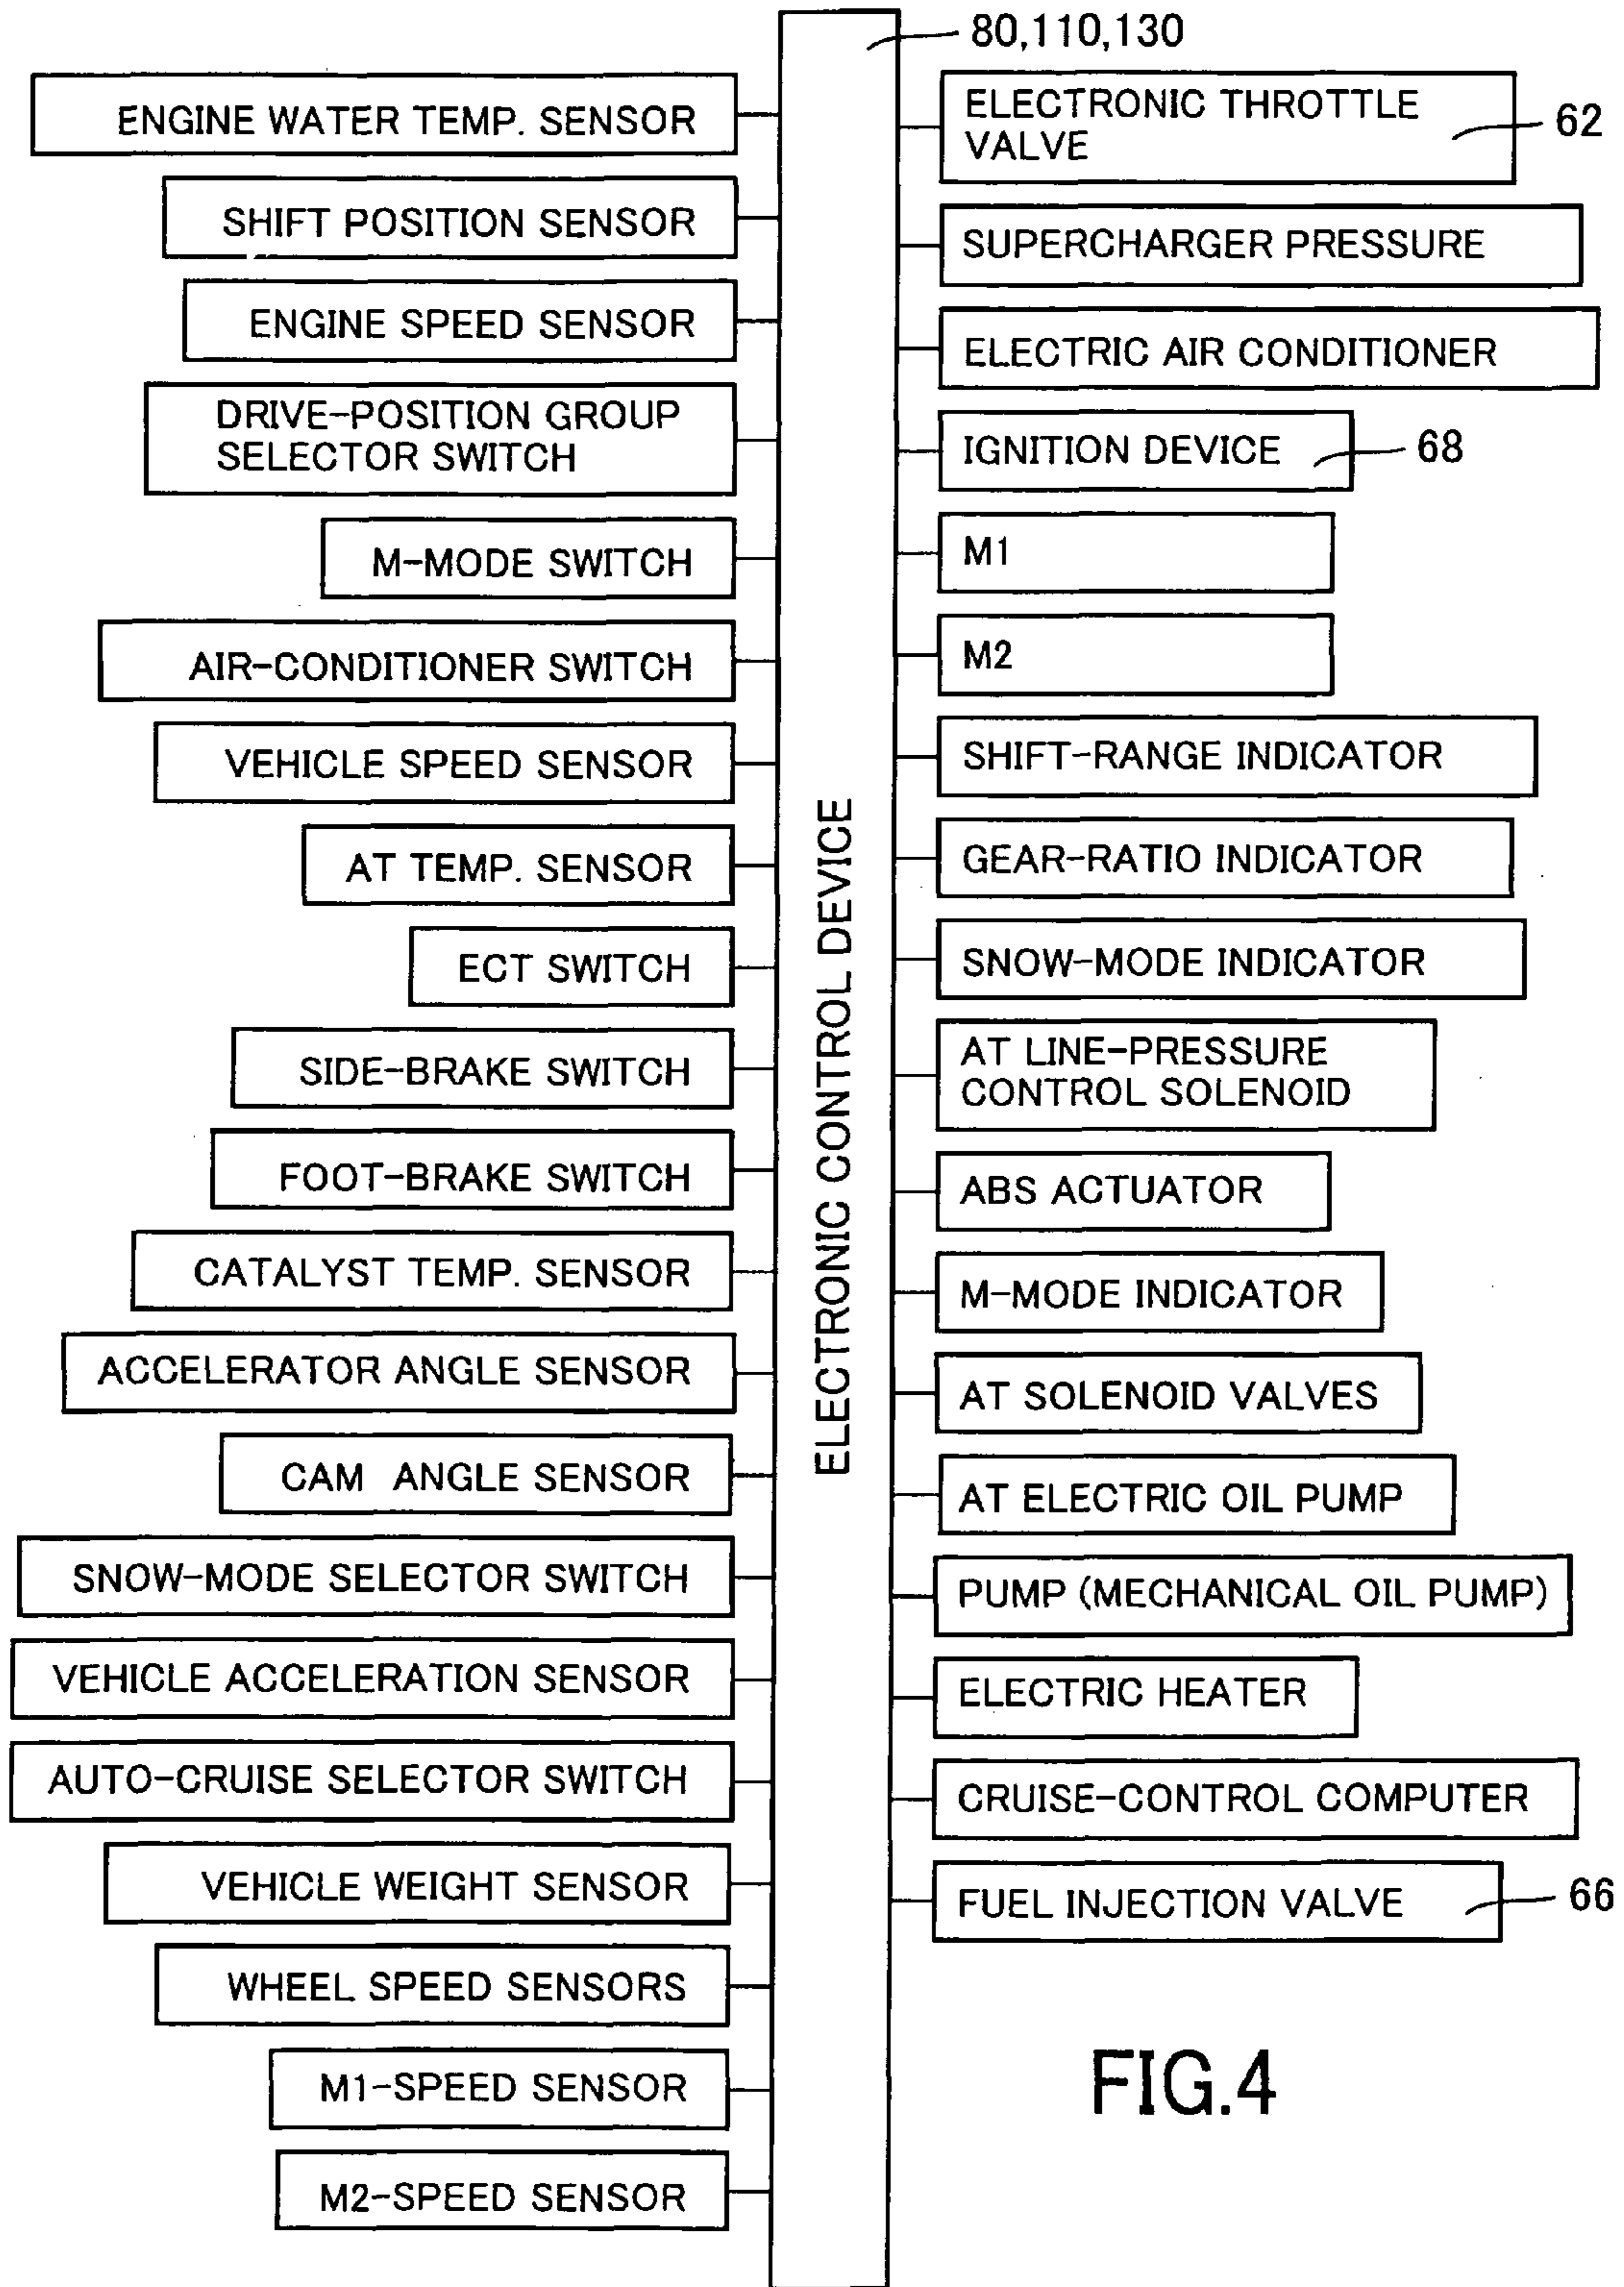 80,110,130
ENGINE WATER TEMP. SENSOR
SHIFT POSITION SENSOR
ENGINE SPEED SENSOR
DRIVE-POSITION GROUP
SELECTOR SWITCH
M-MODE SWITCH
AIR-CONDITIONER SWITCH
VEHICLE SPEED SENSOR
AT TEMP. SENSOR
ECT SWITCH
SIDE-BRAKE SWITCH
FOOT-BRAKE SWITCH
CATALYST TEMP. SENSOR
ACCELERATOR ANGLE SENSOR
CAM ANGLE SENSOR
SNOW-MODE SELECTOR SWITCH
VEHICLE ACCELERATION SENSOR
AUTO-CRUISE SELECTOR SWITCH
VEHICLE WEIGHT SENSOR
WHEEL SPEED SENSORS
M1-SPEED SENSOR
M2-SPEED SENSOR
ELECTRONIC CONTROL DEVICE
ELECTRONIC THROTTLE
VALVE
62
SUPERCHARGER PRESSURE
ELECTRIC AIR CONDITIONER
IGNITION DEVICE
68
M1
M2
SHIFT-RANGE INDICATOR
GEAR-RATIO INDICATOR
SNOW-MODE INDICATOR
AT LINE-PRESSURE
CONTROL SOLENOID
ABS ACTUATOR
M-MODE INDICATOR
AT SOLENOID VALVES
AT ELECTRIC OIL PUMP
PUMP (MECHANICAL OIL PUMP)
ELECTRIC HEATER
CRUISE-CONTROL COMPUTER
FUEL INJECTION VALVE
66
FIG.4